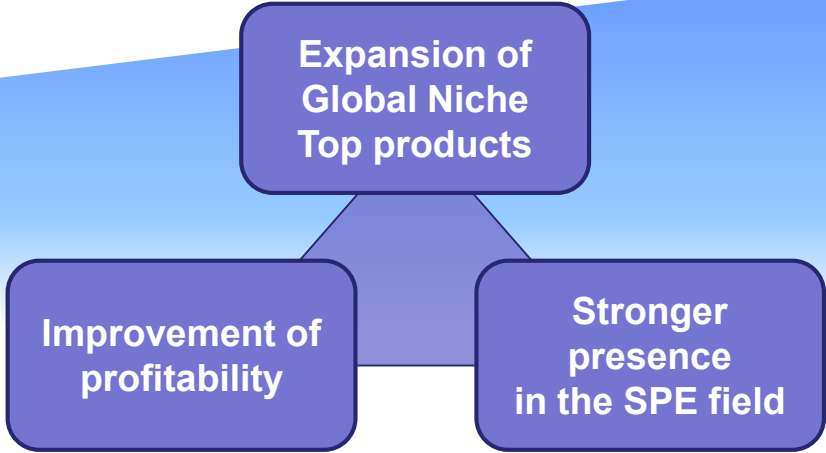 Expansion of
Global Niche
Top products
Improvement of
profitability
Stronger
presence
in the SPE field